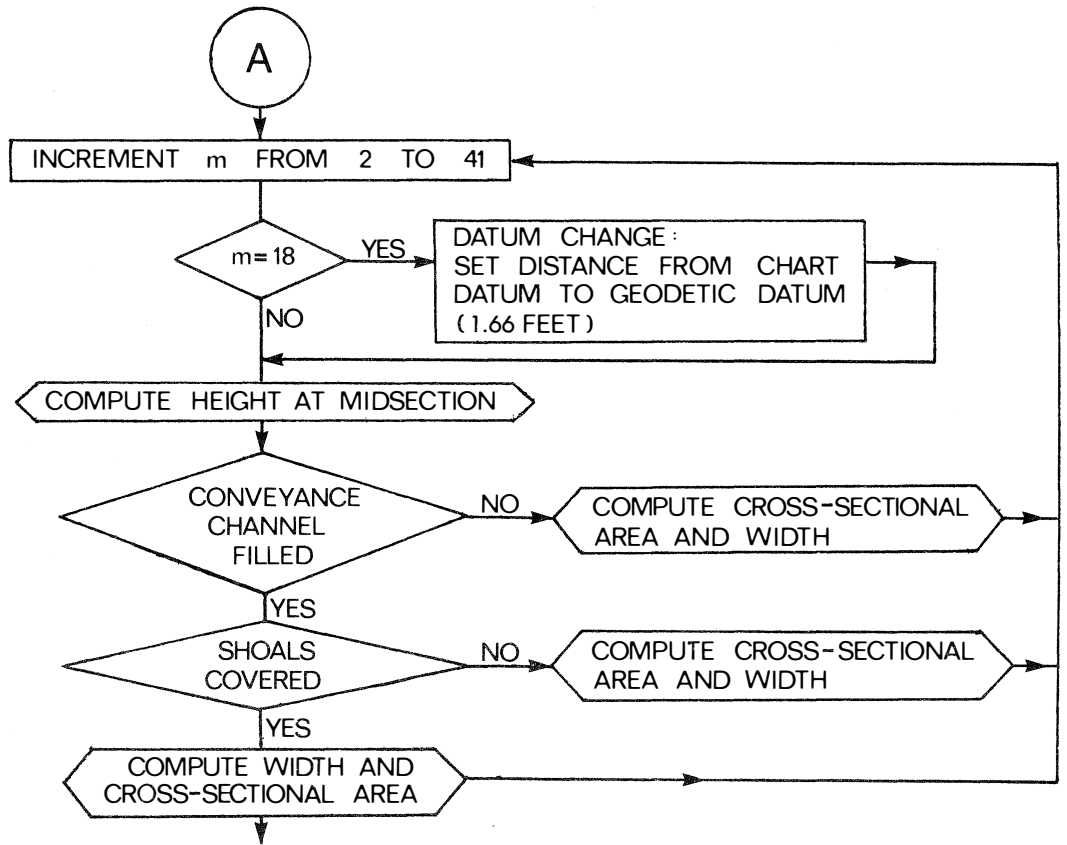 A
INCREMENT m FROM 2 TO 41
m=18
YES
DATUM CHANGE:
SET DISTANCE FROM CHART
DATUM TO GEODETIC DATUM
(1.66 FEET)
NO
COMPUTE HEIGHT AT MIDSECTION
CONVEYANCE
CHANNEL
FILLED
NO
COMPUTE CROSS-SECTIONAL
AREA AND WIDTH
YES
SHOALS
COVERED
NO
COMPUTE CROSS-SECTIONAL
AREA AND WIDTH
YES
COMPUTE WIDTH AND
CROSS-SECTIONAL AREA